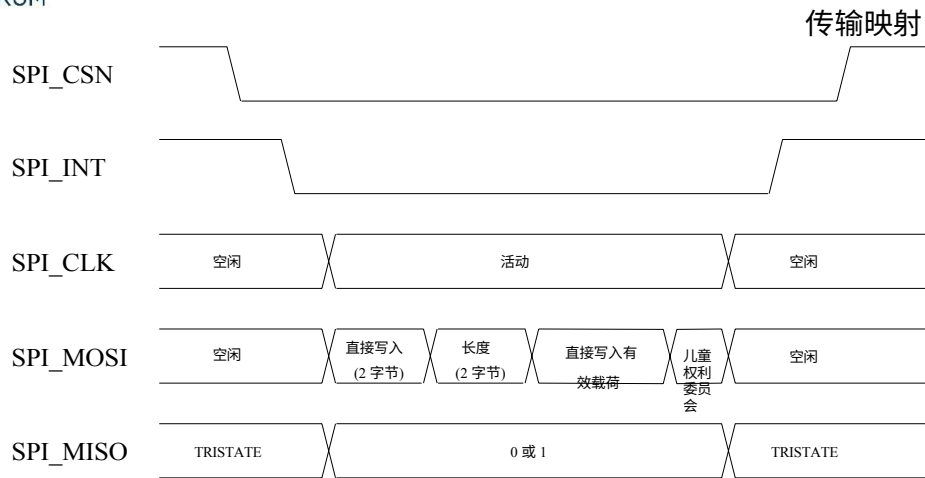 传输映射
SPI_CSN
SPI_INT
SPI_CLK 空闲 活动 空闲
SPI_MOSI 空闲 直接写入 (2 字节) 长度 (2 字节) 直接写入有效载荷 儿童权利委员会 空闲
SPI_MISO TRISTATE 0 或 1 TRISTATE